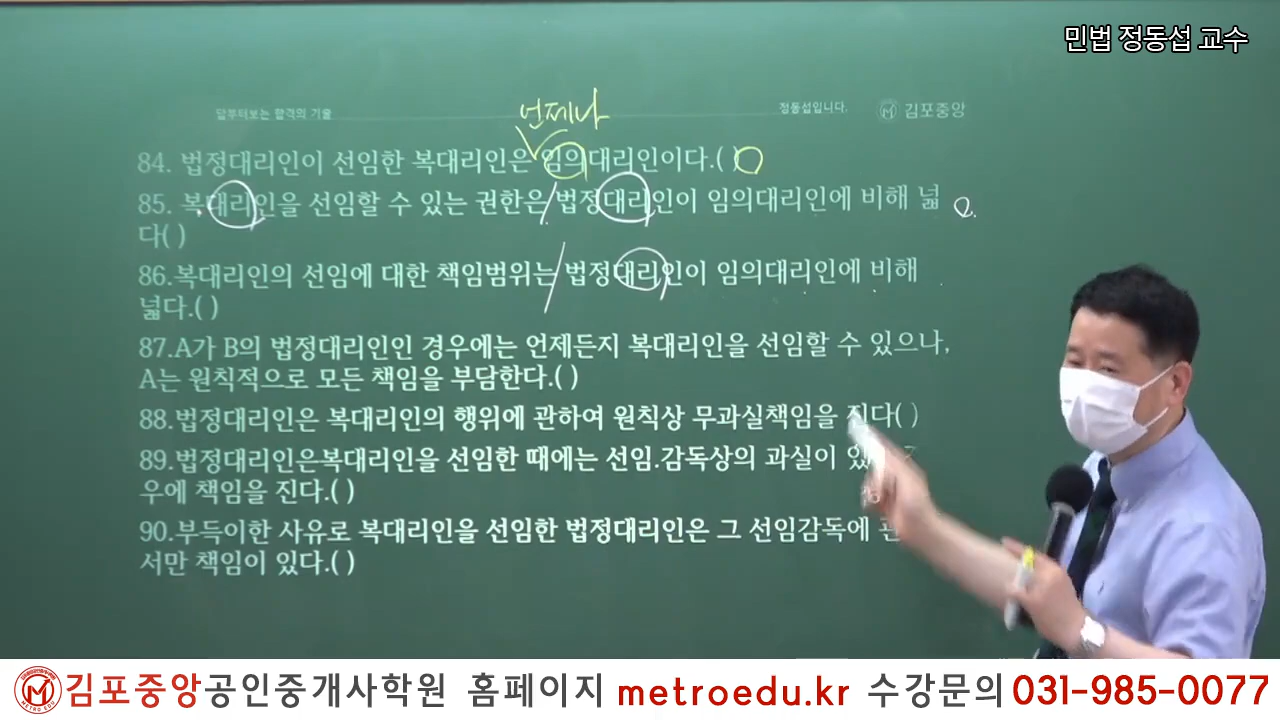 민법 정동섭 교수
답부터보는 합격의 기술
언제나
정동섭입니다.
김포중앙
84. 법정대리인이 선임한 복대리인은 임의대리인이다.( )
85. 복대리인을 선임할 수 있는 권한은 법정대리인이 임의대리인에 비해 넓
다( )
86.복대리인의 선임에 대한 책임범위는 법정대리인이 임의대리인에 비해
넓다.( )
87.A가 B의 법정대리인인 경우에는 언제든지 복대리인을 선임할 수 있으나,
A는 원칙적으로 모든 책임을 부담한다.( )
88.법정대리인은 복대리인의 행위에 관하여 원칙상 무과실책임을 진다( )
89.법정대리인은복대리인을 선임한 때에는 선임.감독상의 과실이 있
우에 책임을 진다.( )
90.부득이한 사유로 복대리인을 선임한 법정대리인은 그 선임감독에
서만 책임이 있다.( )
METRO EDU 김포중앙공인중개사학원 홈페이지 metroedu.kr 수강문의 031-985-0077